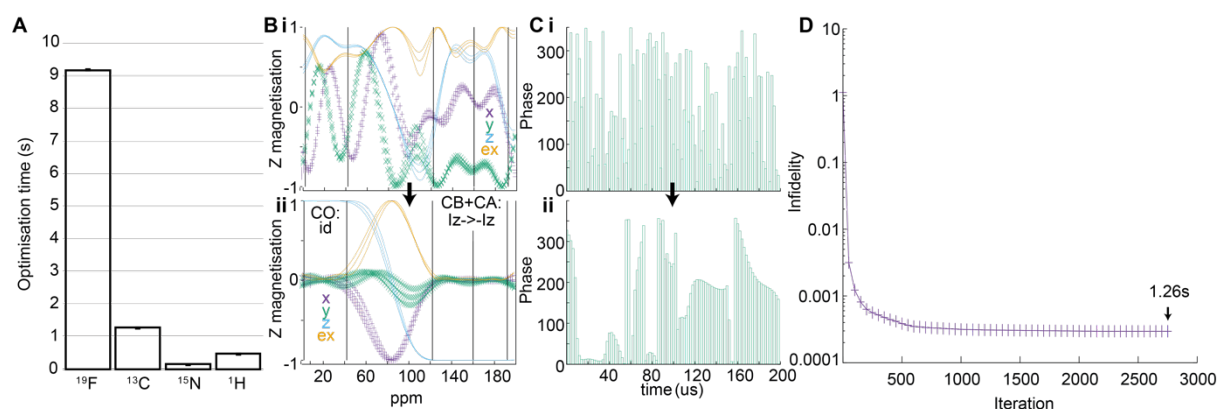 A
Optimisation time (s)
10
9
8
7
6
5
4
3
2
1
0
¹⁹F
¹³C
¹⁵N
¹H
B i
Z magnetisation
1
0
-1
x
y
z
ex
ii
Z magnetisation
1
0
-1
CO:
id
CB+CA:
Iz->-Iz
x
y
z
ex
20
60
100
140
180
ppm
C i
Phase
300
200
100
0
ii
Phase
300
200
100
0
40
80
120
160
200
time (us)
D
Infidelity
10
1
0.1
0.01
0.001
0.0001
1.26s
500
1000
1500
2000
2500
3000
Iteration